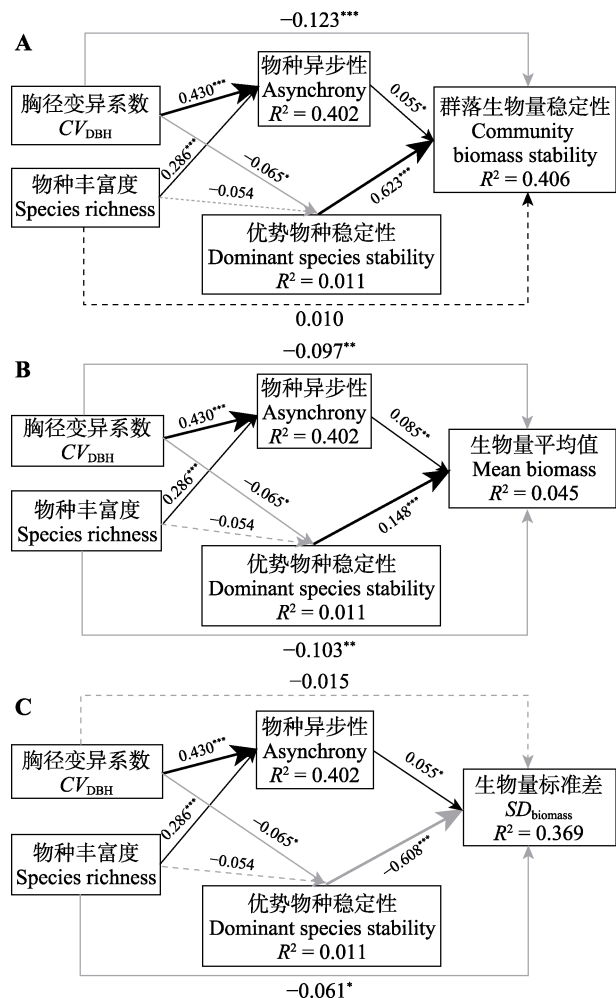 −0.123***
A
胸径变异系数
CV_DBH
0.430***
物种异步性
Asynchrony
R² = 0.402
0.055*
群落生物量稳定性
Community
biomass stability
R² = 0.406
0.286***
−0.065*
物种丰富度
Species richness
−0.054
0.623***
优势物种稳定性
Dominant species stability
R² = 0.011
0.010
−0.097**
B
胸径变异系数
CV_DBH
0.430***
物种异步性
Asynchrony
R² = 0.402
0.085**
生物量平均值
Mean biomass
R² = 0.045
0.286***
−0.065*
物种丰富度
Species richness
−0.054
0.148***
优势物种稳定性
Dominant species stability
R² = 0.011
−0.103**
−0.015
C
胸径变异系数
CV_DBH
0.430***
物种异步性
Asynchrony
R² = 0.402
0.055*
生物量标准差
SD_biomass
R² = 0.369
0.286***
−0.065*
物种丰富度
Species richness
−0.054
−0.608***
优势物种稳定性
Dominant species stability
R² = 0.011
−0.061*